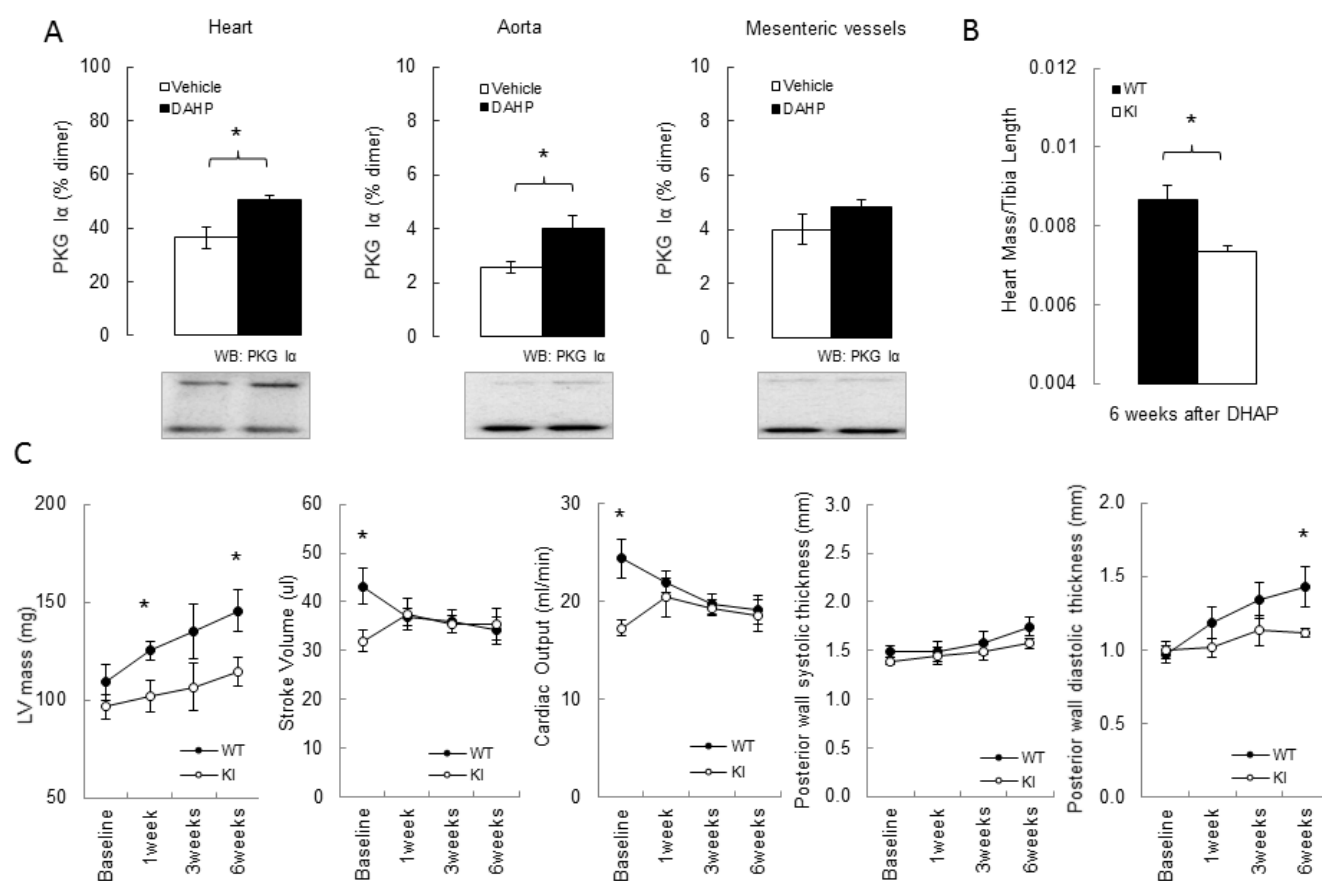 A
Heart
Aorta
Mesenteric vessels
B
PKG Iα (% dimer)
100
80
60
40
20
0
Vehicle
DAHP
*
WB: PKG Iα
PKG Iα (% dimer)
10
8
6
4
2
0
Vehicle
DAHP
*
WB: PKG Iα
PKG Iα (% dimer)
10
8
6
4
2
0
Vehicle
DAHP
WB: PKG Iα
Heart Mass/Tibia Length
0.012
0.01
0.008
0.006
0.004
WT
KI
*
6 weeks after DHAP
C
LV mass (mg)
200
150
100
50
*
*
WT
KI
Baseline
1week
3weeks
6weeks
Stroke Volume (ul)
60
50
40
30
20
10
0
*
WT
KI
Baseline
1week
3weeks
6weeks
Cardiac Output (ml/min)
30
20
10
0
*
WT
KI
Baseline
1week
3weeks
6weeks
Posterior wall systolic thickness (mm)
3.0
2.5
2.0
1.5
1.0
0.5
0.0
WT
KI
Baseline
1week
3weeks
6weeks
Posterior wall diastolic thickness (mm)
2.0
1.5
1.0
0.5
0.0
*
WT
KI
Baseline
1week
3weeks
6weeks